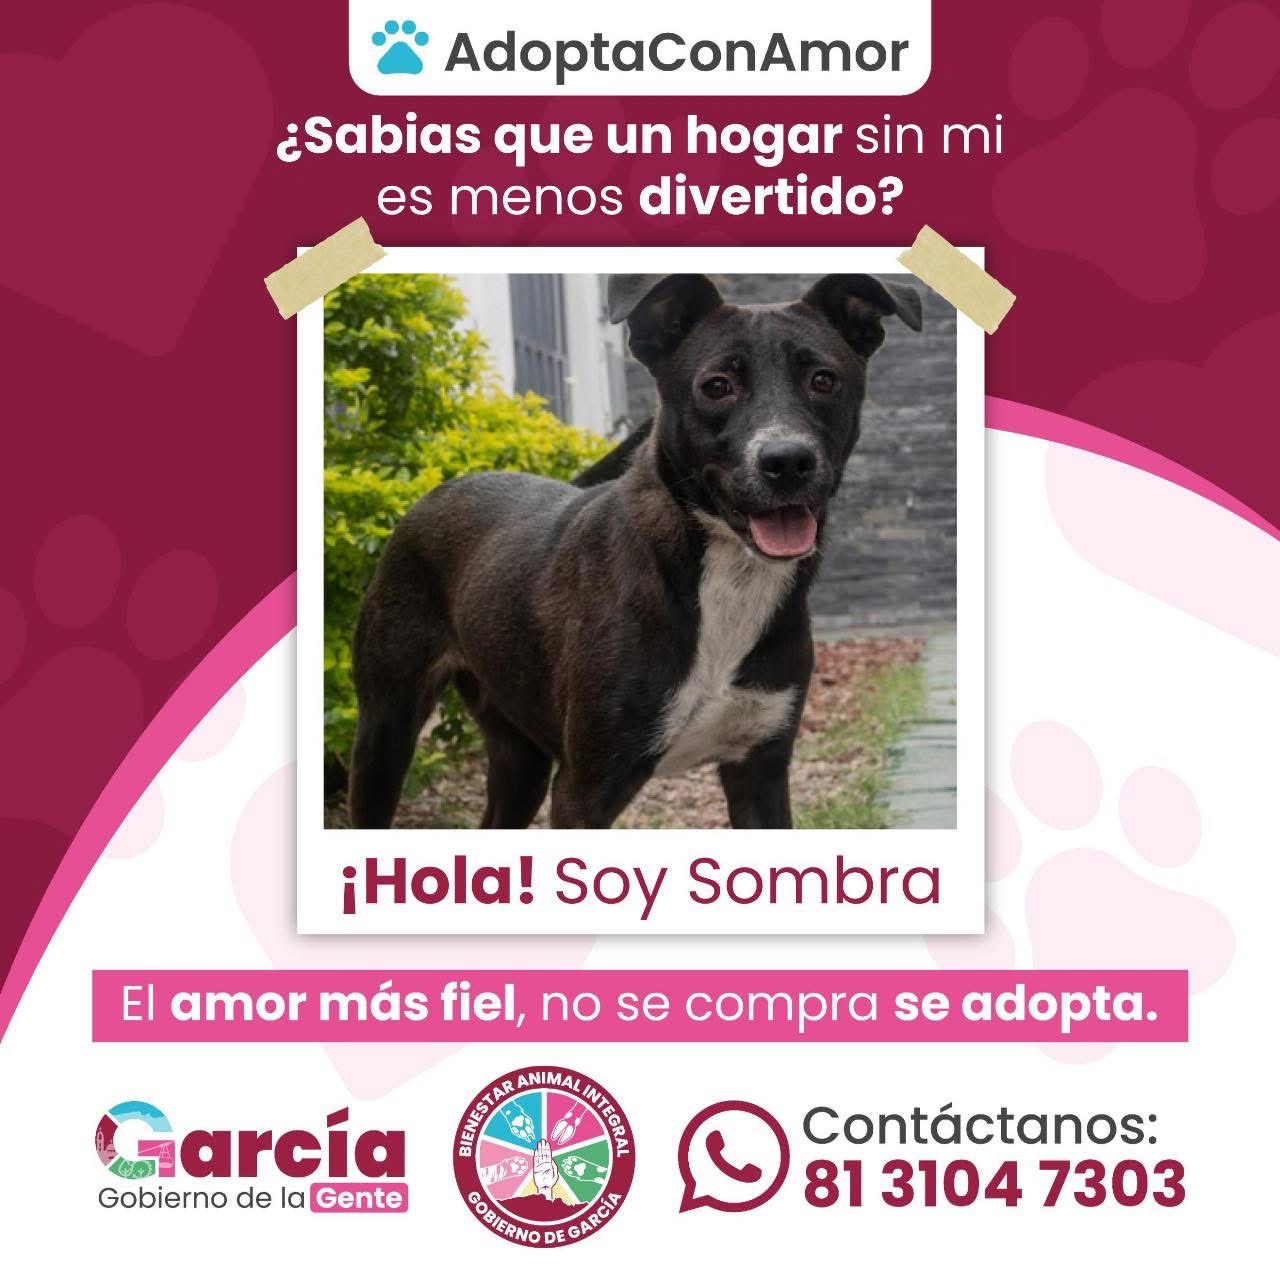 AdoptaConAmor
¿Sabias que un hogar sin mi
es menos divertido?
¡Hola! Soy Sombra
El amor más fiel, no se compra se adopta.
García
Gobierno de la Gente
BIENESTAR ANIMAL INTEGRAL
GOBIERNO DE GARCÍA
Contáctanos:
81 3104 7303